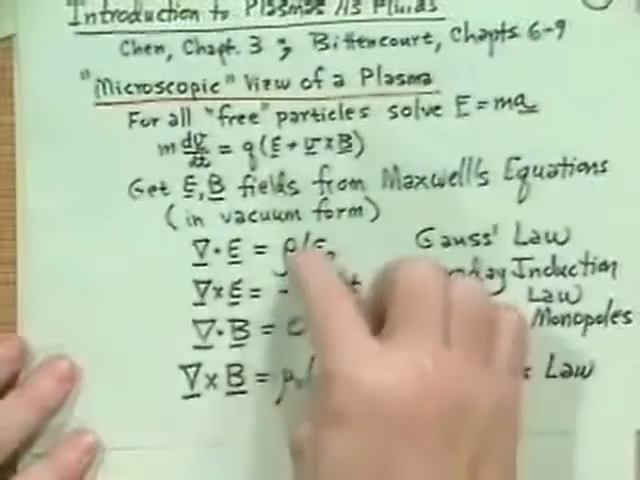 Introduction to Plasmas As Fluids
Chen, Chapt. 3 ; Bittencourt, Chapts 6-9
"Microscopic" View of a Plasma
For all "free" particles solve F = ma
m dv/dt = q(E + v × B)
Get E, B fields from Maxwell's Equations
(in vacuum form)
∇ · E = ρ/ε₀ Gauss' Law
∇ × E = - Induction
Law
∇ · B = Monopoles
∇ × B = μ₀ Law